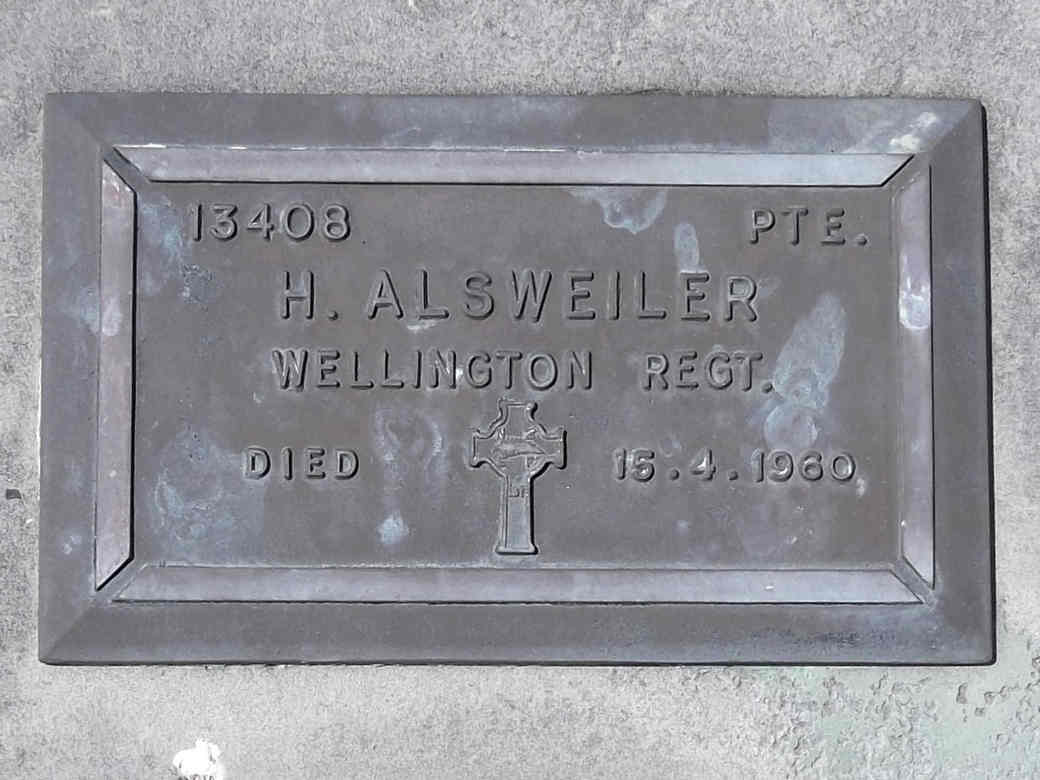 13408 PTE.
H. ALSWEILER
WELLINGTON REGT.
DIED 15.4.1960